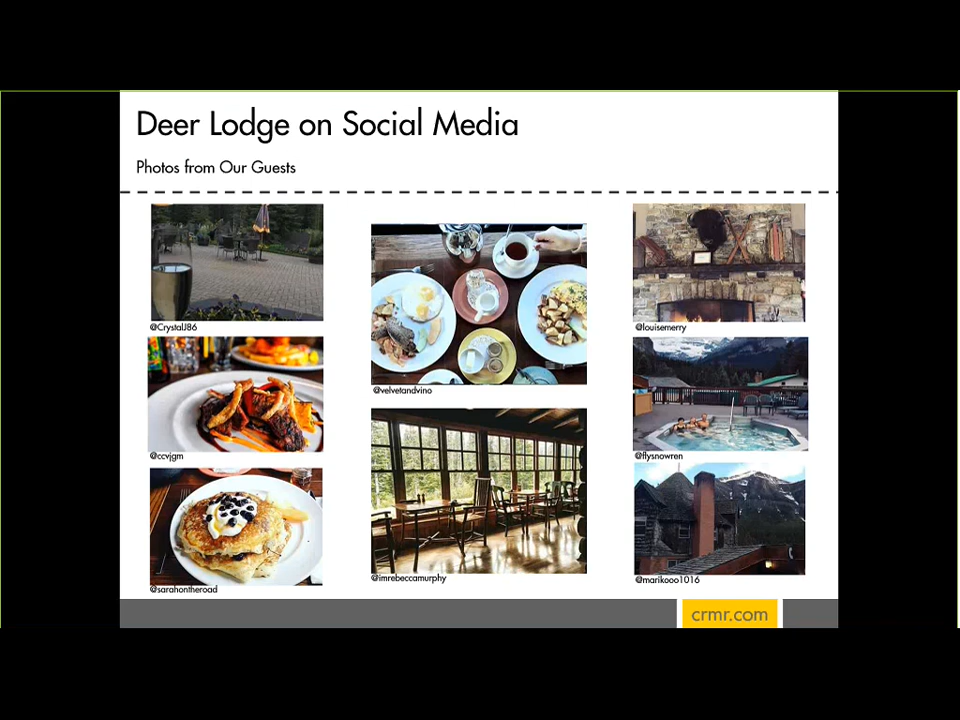 Deer Lodge on Social Media
Photos from Our Guests
@CrystalJ86
@ccvjgm
@sarahontheroad
@velvetandvino
@imrebeccamurphy
@louisemerry
@flysnowren
@marikooo1016
crmr.com